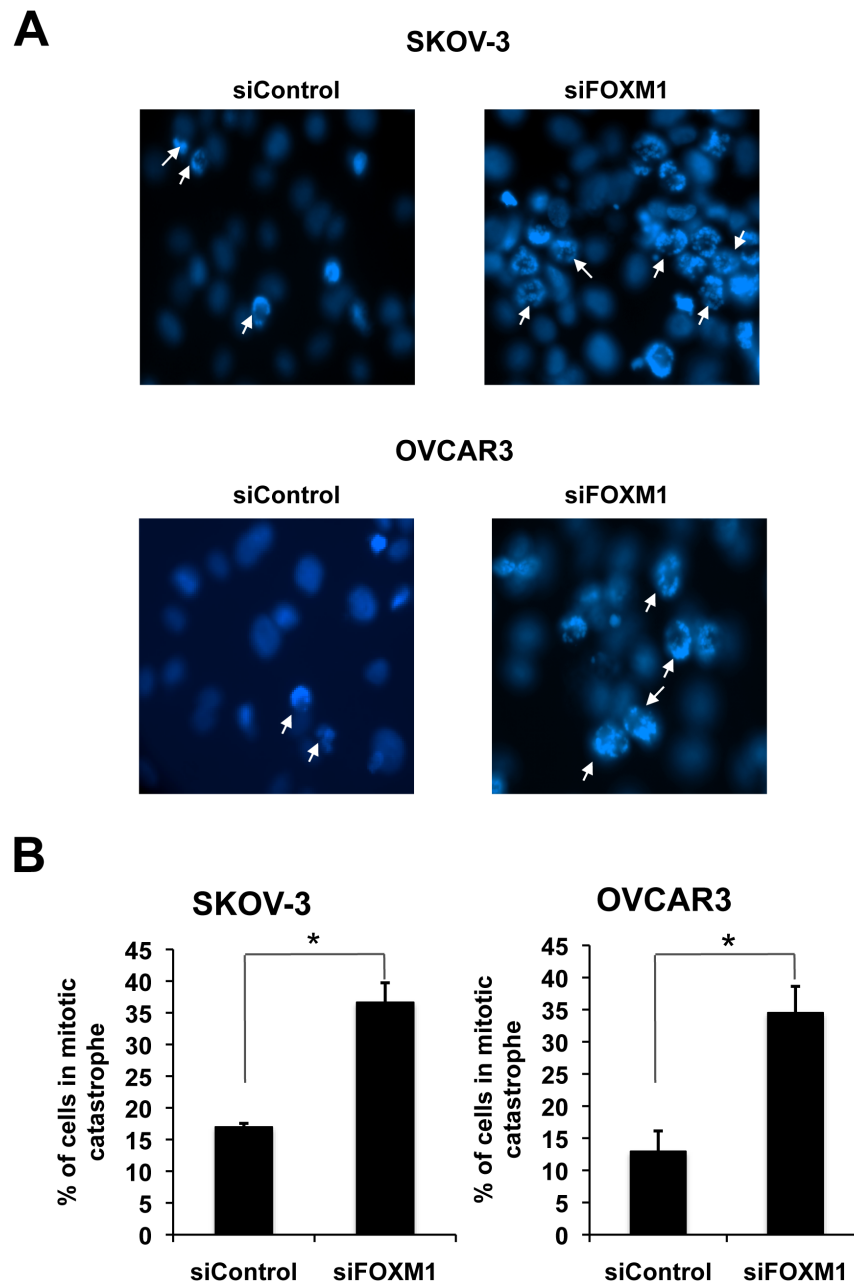 A
SKOV-3
siControl
siFOXM1
OVCAR3
siControl
siFOXM1
B
SKOV-3
% of cells in mitotic
catastrophe
45
40
35
30
25
20
15
10
5
0
*
siControl
siFOXM1
OVCAR3
% of cells in mitotic
catastrophe
45
40
35
30
25
20
15
10
5
0
*
siControl
siFOXM1